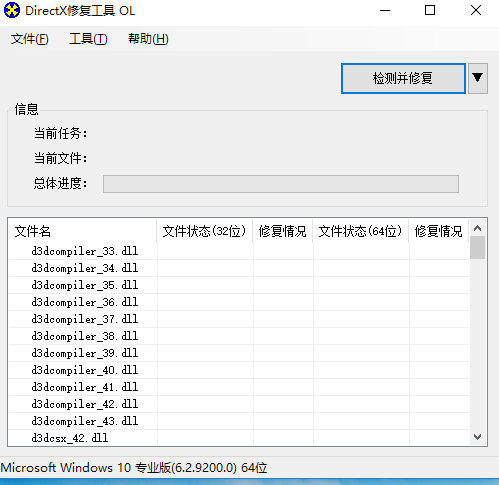 DirectX修复工具 OL
文件(F) 工具(T) 帮助(H)
检测并修复
信息
当前任务:
当前文件:
总体进度:
文件名 文件状态(32位) 修复情况 文件状态(64位) 修复情况
d3dcompiler_33.dll
d3dcompiler_34.dll
d3dcompiler_35.dll
d3dcompiler_36.dll
d3dcompiler_37.dll
d3dcompiler_38.dll
d3dcompiler_39.dll
d3dcompiler_40.dll
d3dcompiler_41.dll
d3dcompiler_42.dll
d3dcompiler_43.dll
d3dcsx_42.dll
Microsoft Windows 10 专业版(6.2.9200.0) 64位